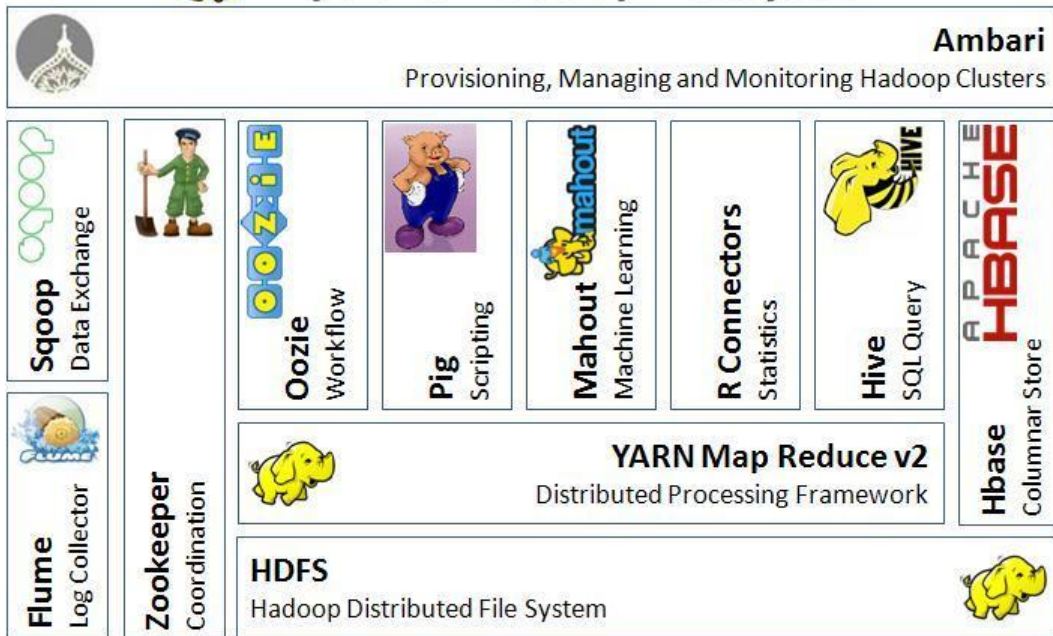 Ambari
Provisioning, Managing and Monitoring Hadoop Clusters
sqoop
Sqoop
Data Exchange
FLUME
Flume
Log Collector
Zookeeper
Coordination
OOZIE
Oozie
Workflow
Pig
Scripting
mahout
Mahout
Machine Learning
R Connectors
Statistics
HIVE
Hive
SQL Query
APACHE
HBASE
Hbase
Columnar Store
YARN Map Reduce v2
Distributed Processing Framework
HDFS
Hadoop Distributed File System